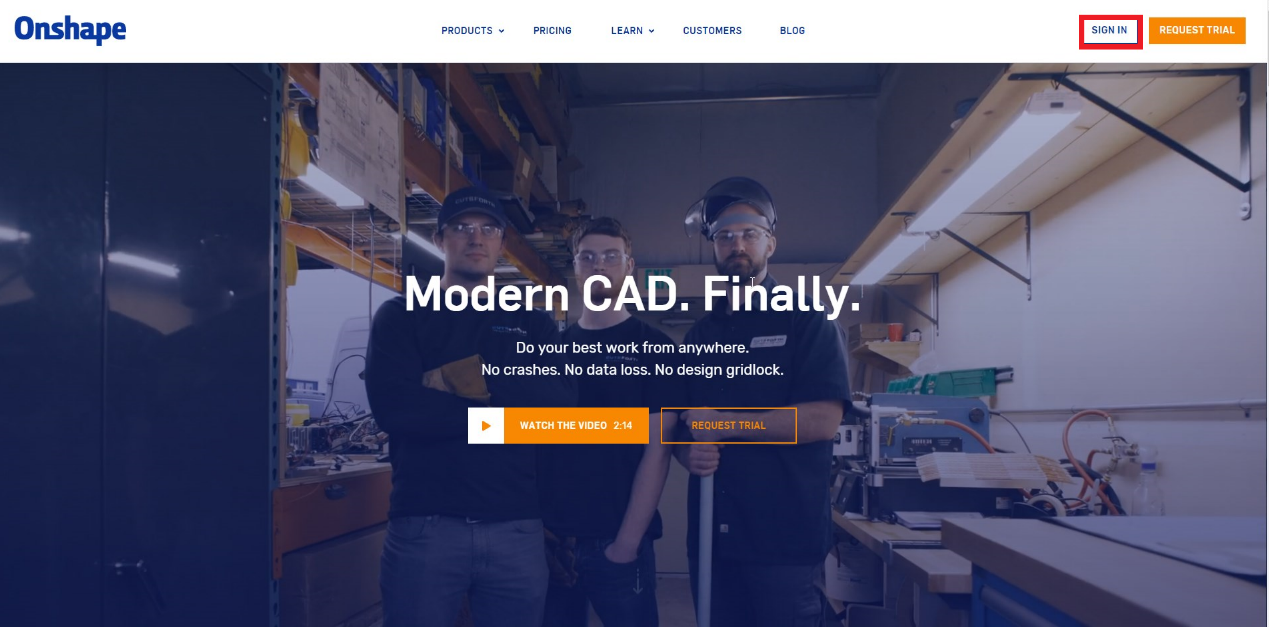 Onshape
PRODUCTS
PRICING
LEARN
CUSTOMERS
BLOG
SIGN IN
REQUEST TRIAL
EXIT
Modern CAD. Finally.
Do your best work from anywhere.
No crashes. No data loss. No design gridlock.
WATCH THE VIDEO 2:14
REQUEST TRIAL